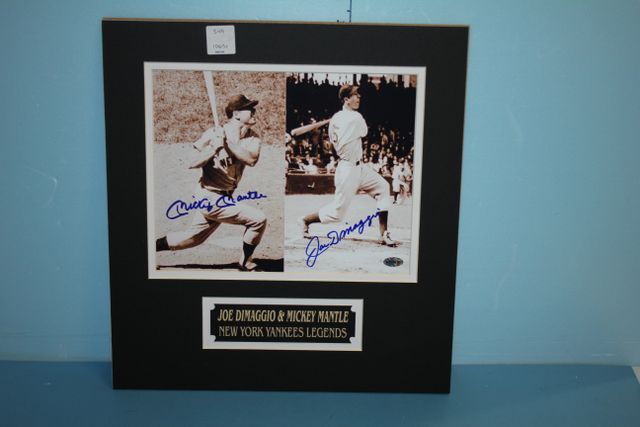 Mickey Mantle
Joe DiMaggio
JOE DIMAGGIO & MICKEY MANTLE
NEW YORK YANKEES LEGENDS